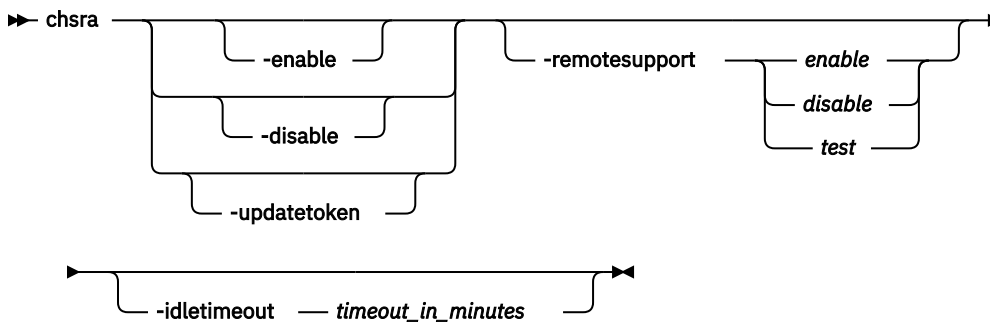 chsra
-enable
-remotesupport
enable
disable
-disable
test
-updatetoken
-idletimeout timeout_in_minutes